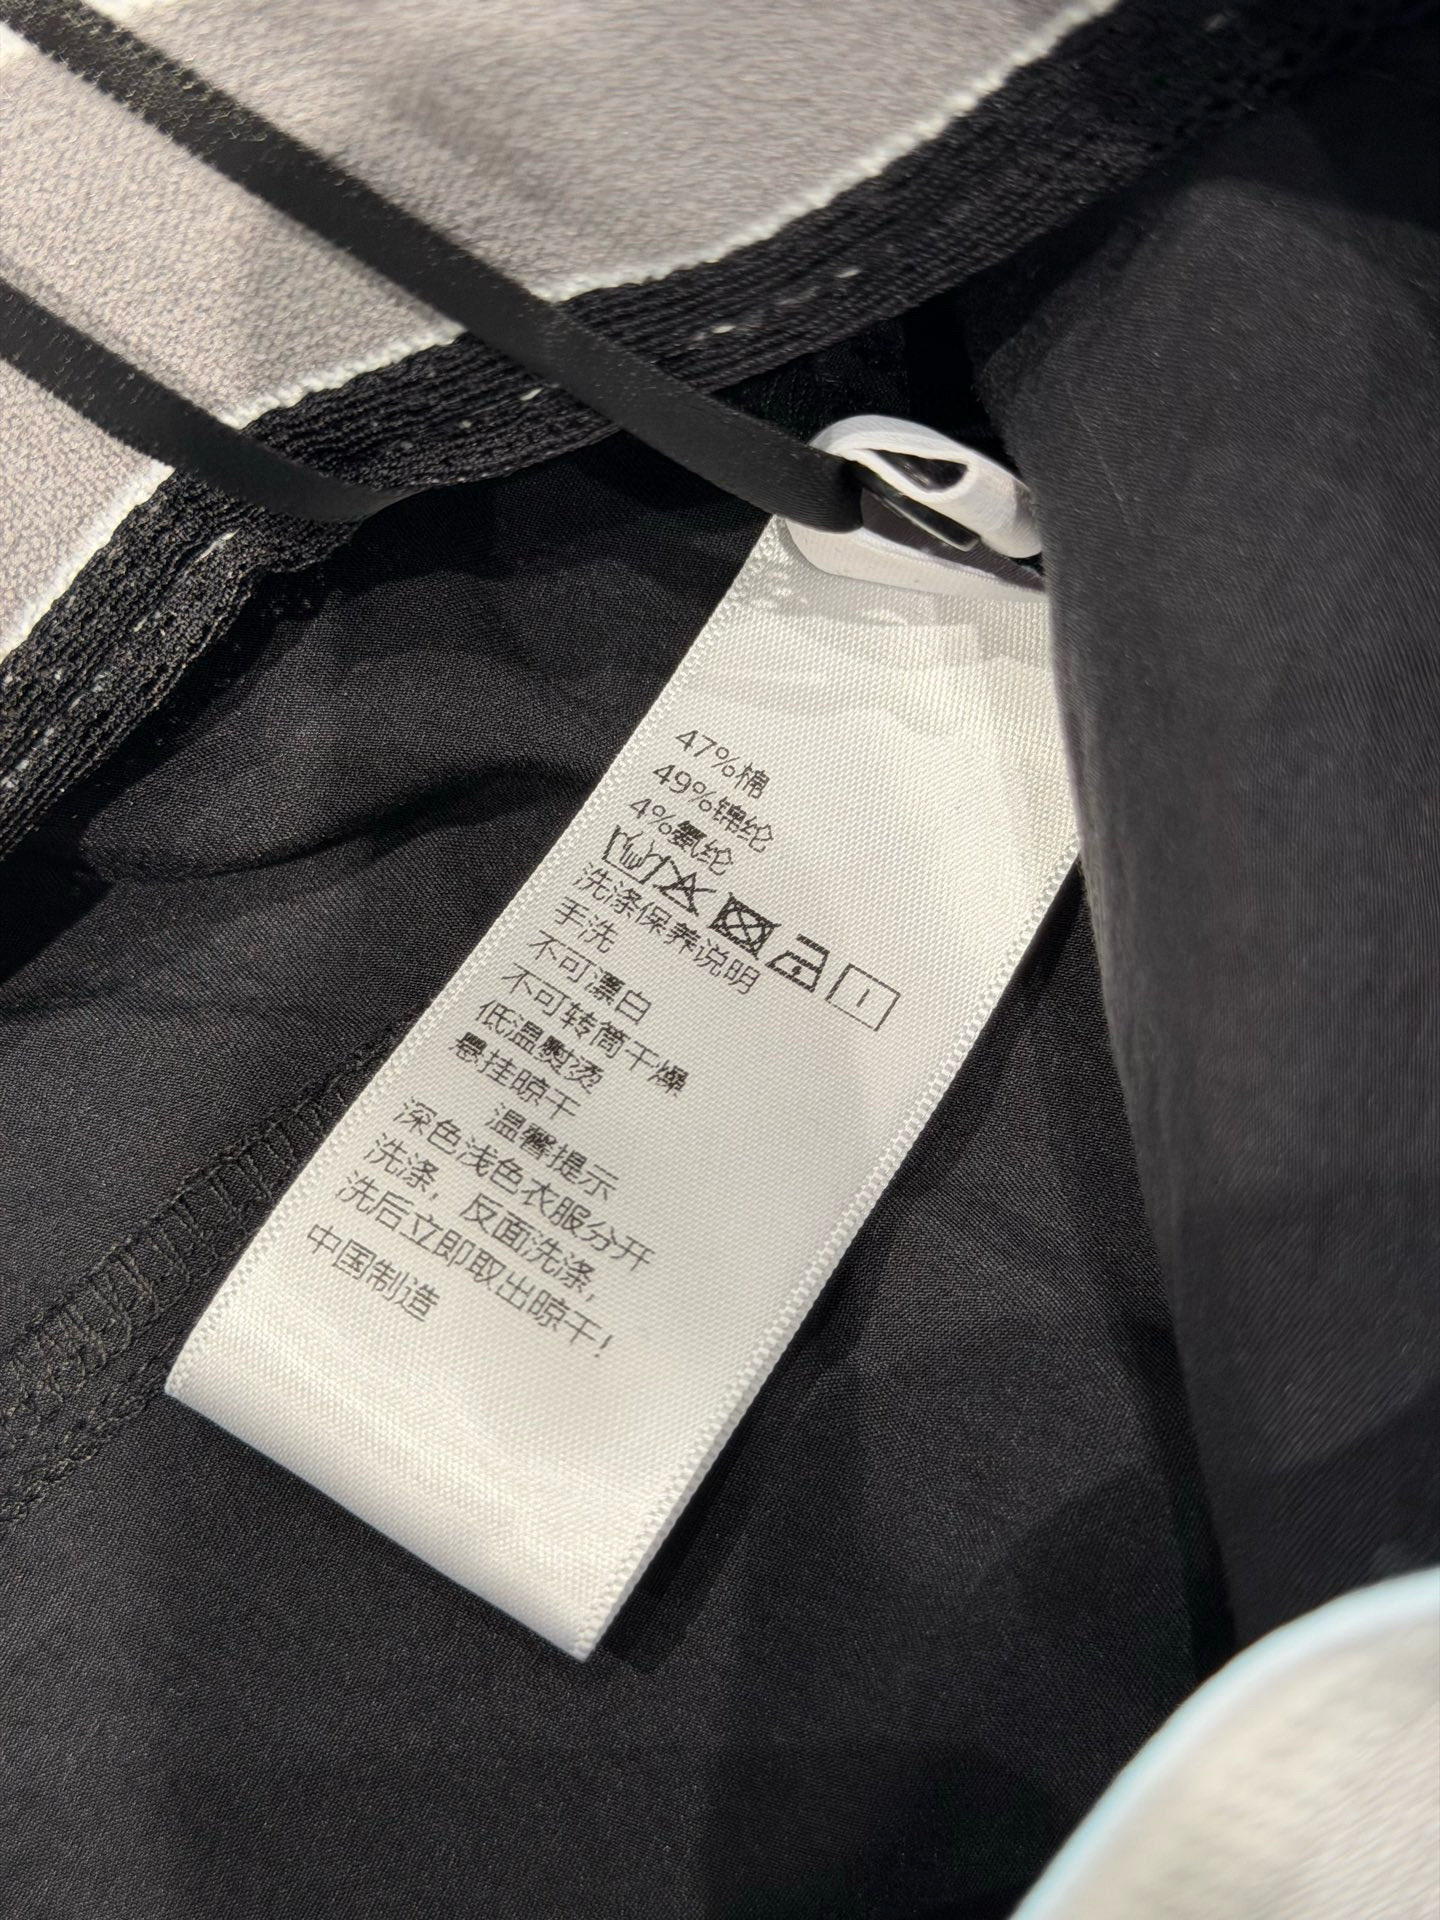 47%棉
49%锦纶
4%氨纶
洗涤保养说明
手洗
不可漂白
不可转筒干燥
低温熨烫
悬挂晾干
温馨提示
深色浅色衣服分开
洗涤，反面洗涤，
洗后立即取出晾干！
中国制造